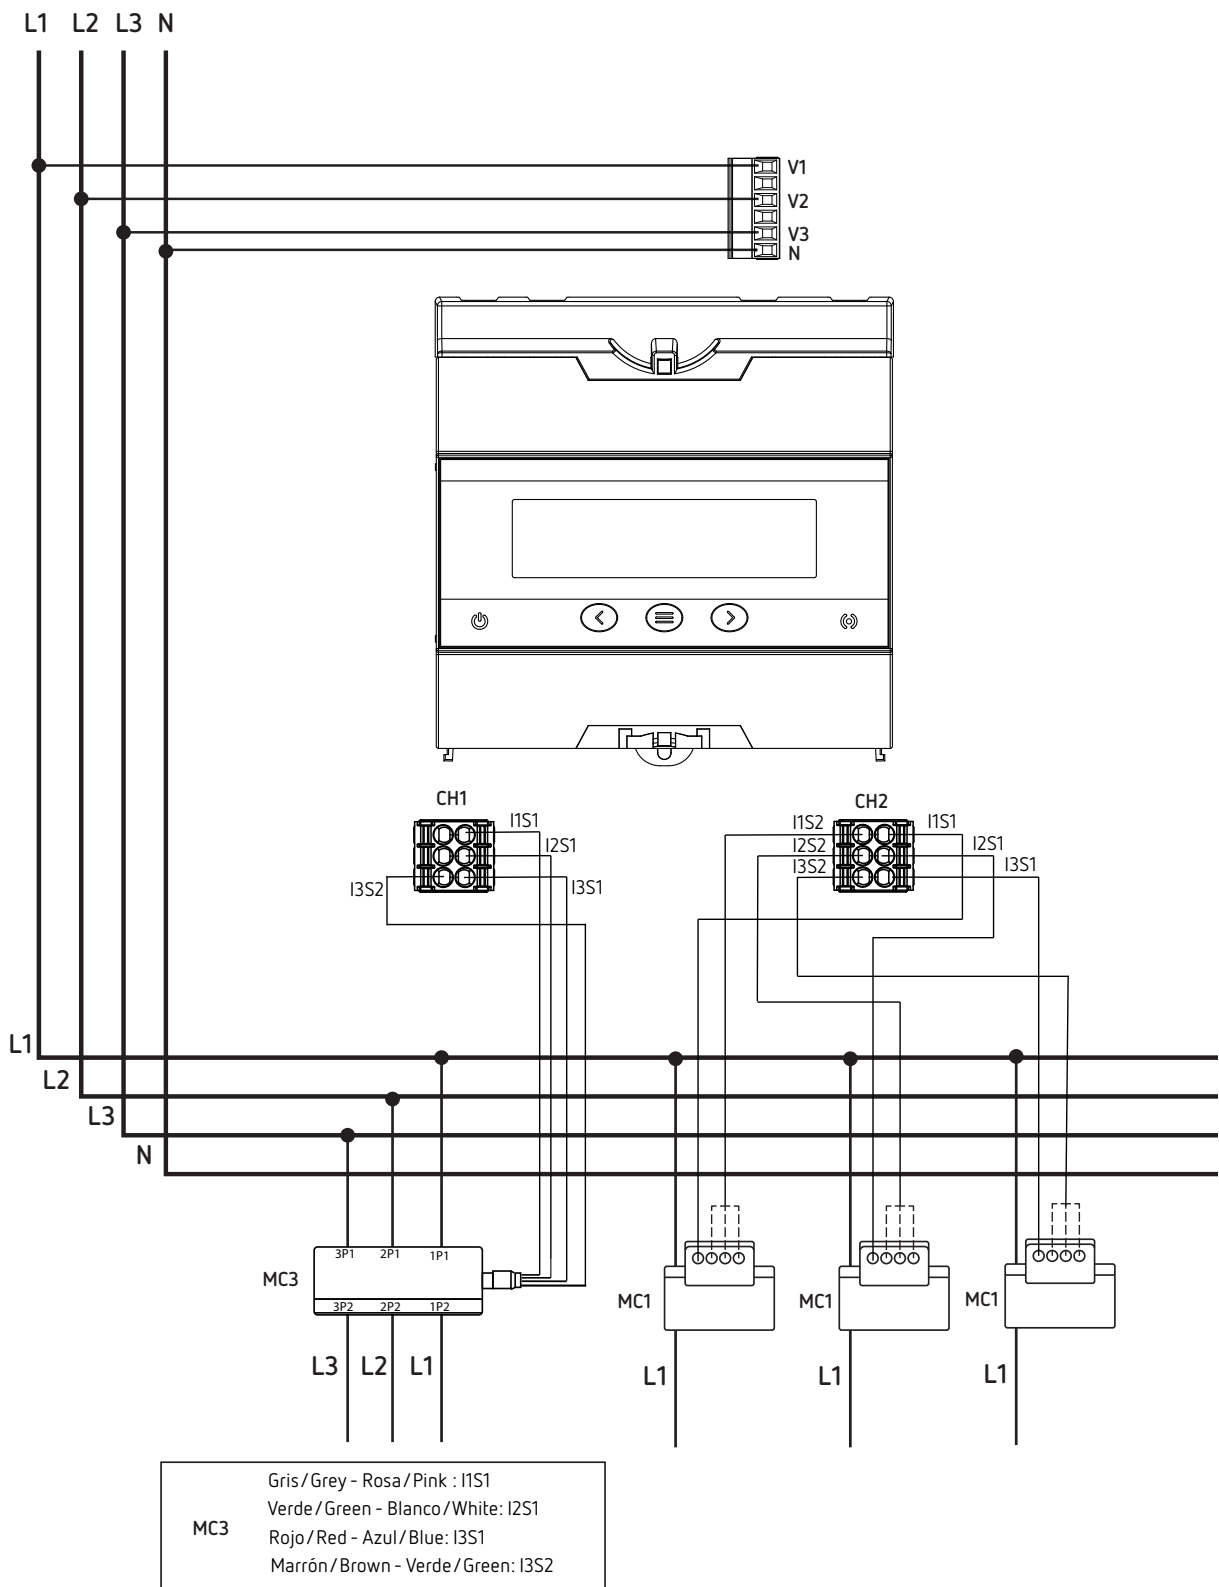 L1 L2 L3 N
V1
V2
V3
N
CH1
CH2
I1S1
I2S1
I3S2
I3S1
I1S2
I2S2
I3S2
I1S1
I2S1
I3S1
L1
L2
L3
N
3P1 2P1 1P1
MC3
3P2 2P2 1P2
MC1
MC1
MC1
L3 L2 L1
L1
L1
L1
MC3
Gris/Grey - Rosa/Pink : I1S1
Verde/Green - Blanco/White: I2S1
Rojo/Red - Azul/Blue: I3S1
Marrón/Brown - Verde/Green: I3S2